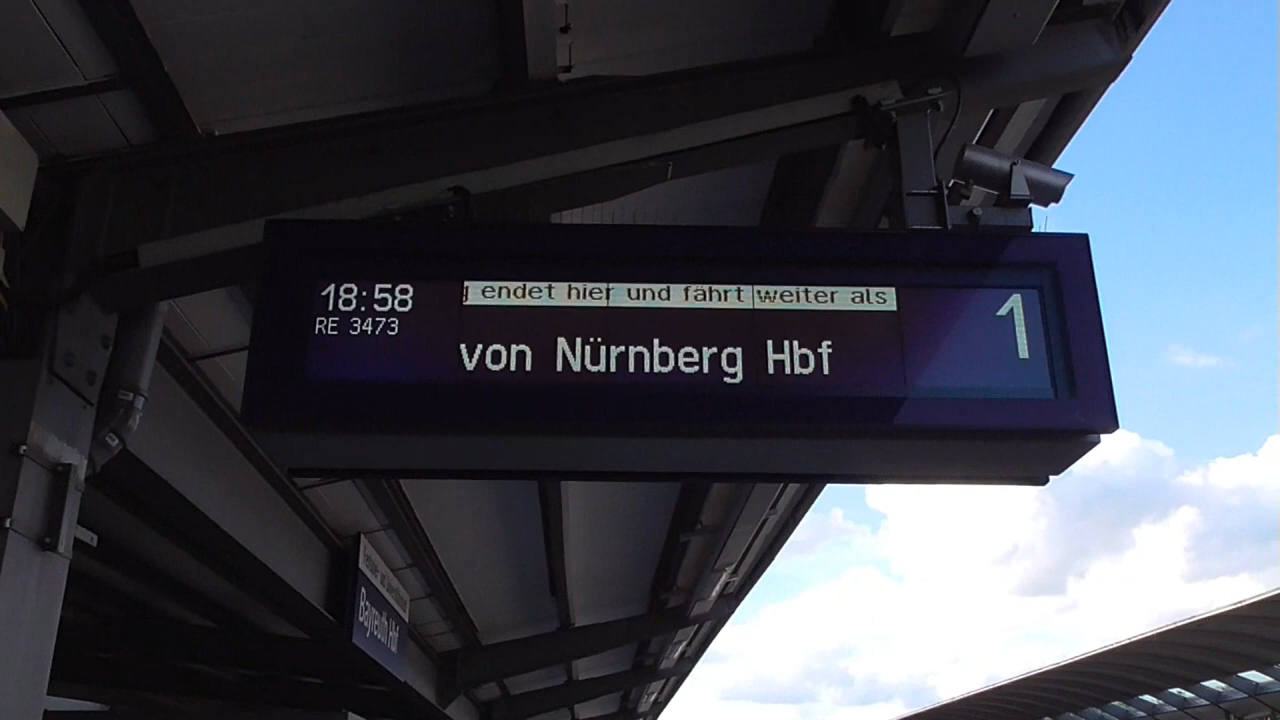 18:58
endet hier und fährt weiter als
1
RE 3473
von Nürnberg Hbf
Bayreuth Hbf